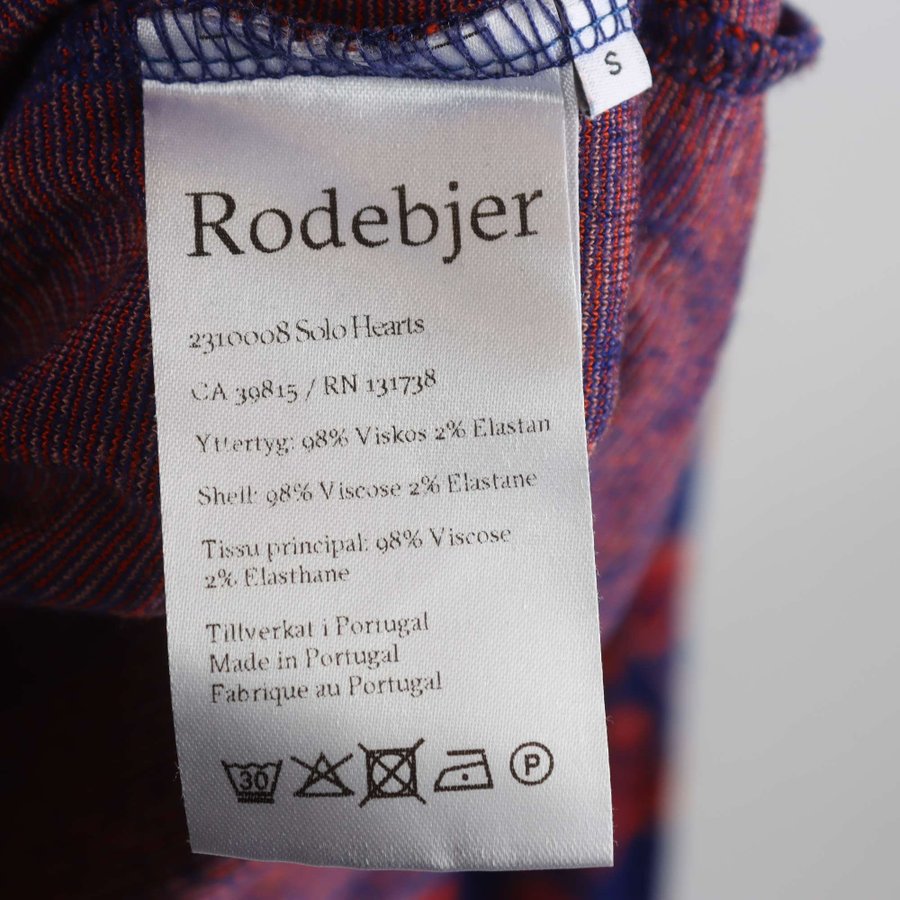 S
Rodebjer
2310008 Solo Hearts
CA 39815 / RN 131738
Yttertyg: 98% Viskos 2% Elastan
Shell: 98% Viscose 2% Elastane
Tissu principal: 98% Viscose
2% Elasthane
Tillverkat i Portugal
Made in Portugal
Fabrique au Portugal
30 P